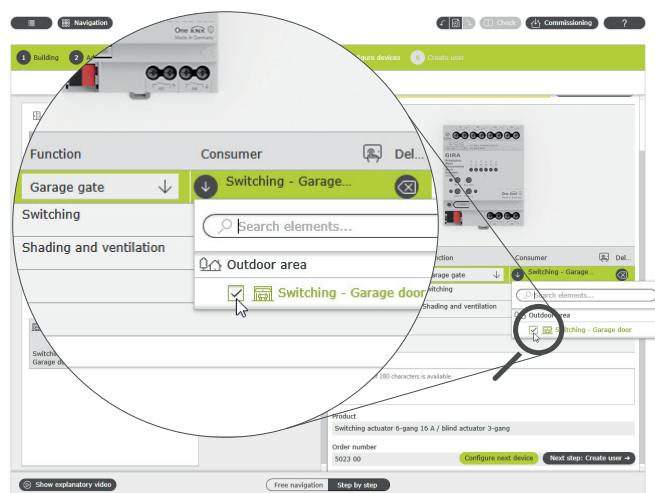 Navigation
Check
Commissioning
?
1 Building
2
figure devices
Create user
One KNX
Made in Germany
Function
Consumer
Del...
Garage gate
Switching - Garage...
Switching
Search elements...
Shading and ventilation
Outdoor area
Switching - Garage door
GIRA
One KNX
Consumer
Del...
Garage gate
Switching - Garage...
Search elements...
Shading and ventilation
Outdoor area
Switching - Garage door
Switch
Garage d
280 characters is available.
Product
Switching actuator 6-gang 16 A / blind actuator 3-gang
Order number
5023 00
Configure next device
Next step: Create user →
Show explanatory video
Free navigation
Step by step